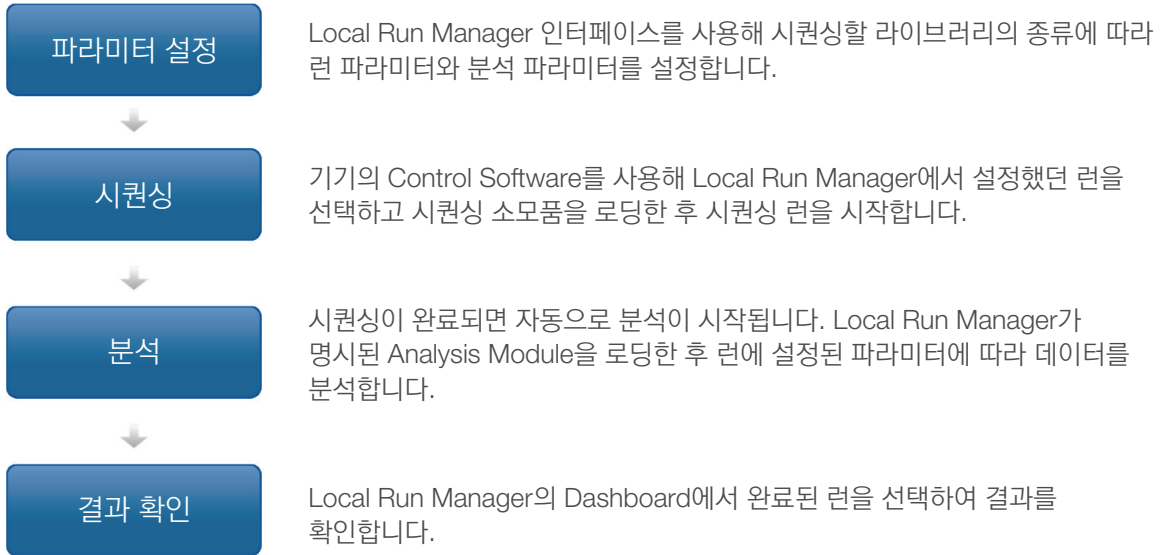 파라미터 설정
Local Run Manager 인터페이스를 사용해 시퀀싱할 라이브러리의 종류에 따라
런 파라미터와 분석 파라미터를 설정합니다.
시퀀싱
기기의 Control Software를 사용해 Local Run Manager에서 설정했던 런을
선택하고 시퀀싱 소모품을 로딩한 후 시퀀싱 런을 시작합니다.
분석
시퀀싱이 완료되면 자동으로 분석이 시작됩니다. Local Run Manager가
명시된 Analysis Module을 로딩한 후 런에 설정된 파라미터에 따라 데이터를
분석합니다.
결과 확인
Local Run Manager의 Dashboard에서 완료된 런을 선택하여 결과를
확인합니다.